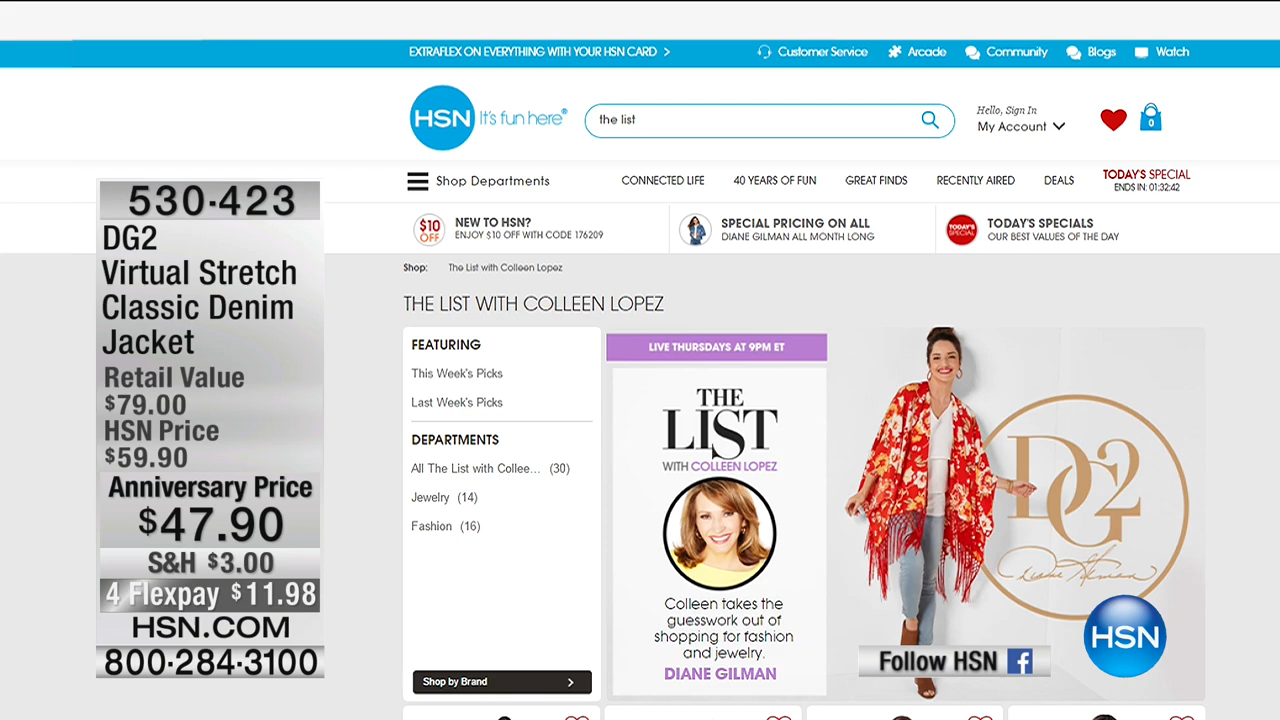 EXTRAFLEX ON EVERYTHING WITH YOUR HSN CARD >
Customer Service
Arcade
Community
Blogs
Watch
HSN It's fun here®
the list
Hello, Sign In
My Account
0
Shop Departments
CONNECTED LIFE
40 YEARS OF FUN
GREAT FINDS
RECENTLY AIRED
DEALS
TODAY'S SPECIAL
ENDS IN: 01:32:42
$10
OFF
NEW TO HSN?
ENJOY $10 OFF WITH CODE 176209
SPECIAL PRICING ON ALL
DIANE GILMAN ALL MONTH LONG
TODAY'S
SPECIAL
TODAY'S SPECIALS
OUR BEST VALUES OF THE DAY
530-423
DG2
Virtual Stretch
Classic Denim
Jacket
Retail Value
$79.00
HSN Price
$59.90
Anniversary Price
$47.90
S&H $3.00
4 Flexpay $11.98
HSN.COM
800-284-3100
Shop:
The List with Colleen Lopez
THE LIST WITH COLLEEN LOPEZ
FEATURING
This Week's Picks
Last Week's Picks
DEPARTMENTS
All The List with Collee... (30)
Jewelry (14)
Fashion (16)
Shop by Brand >
LIVE THURSDAYS AT 9PM ET
THE
LIST
WITH COLLEEN LOPEZ
Colleen takes the
guesswork out of
shopping for fashion
and jewelry.
DIANE GILMAN
DG2
Diane Gilman
Follow HSN f
HSN